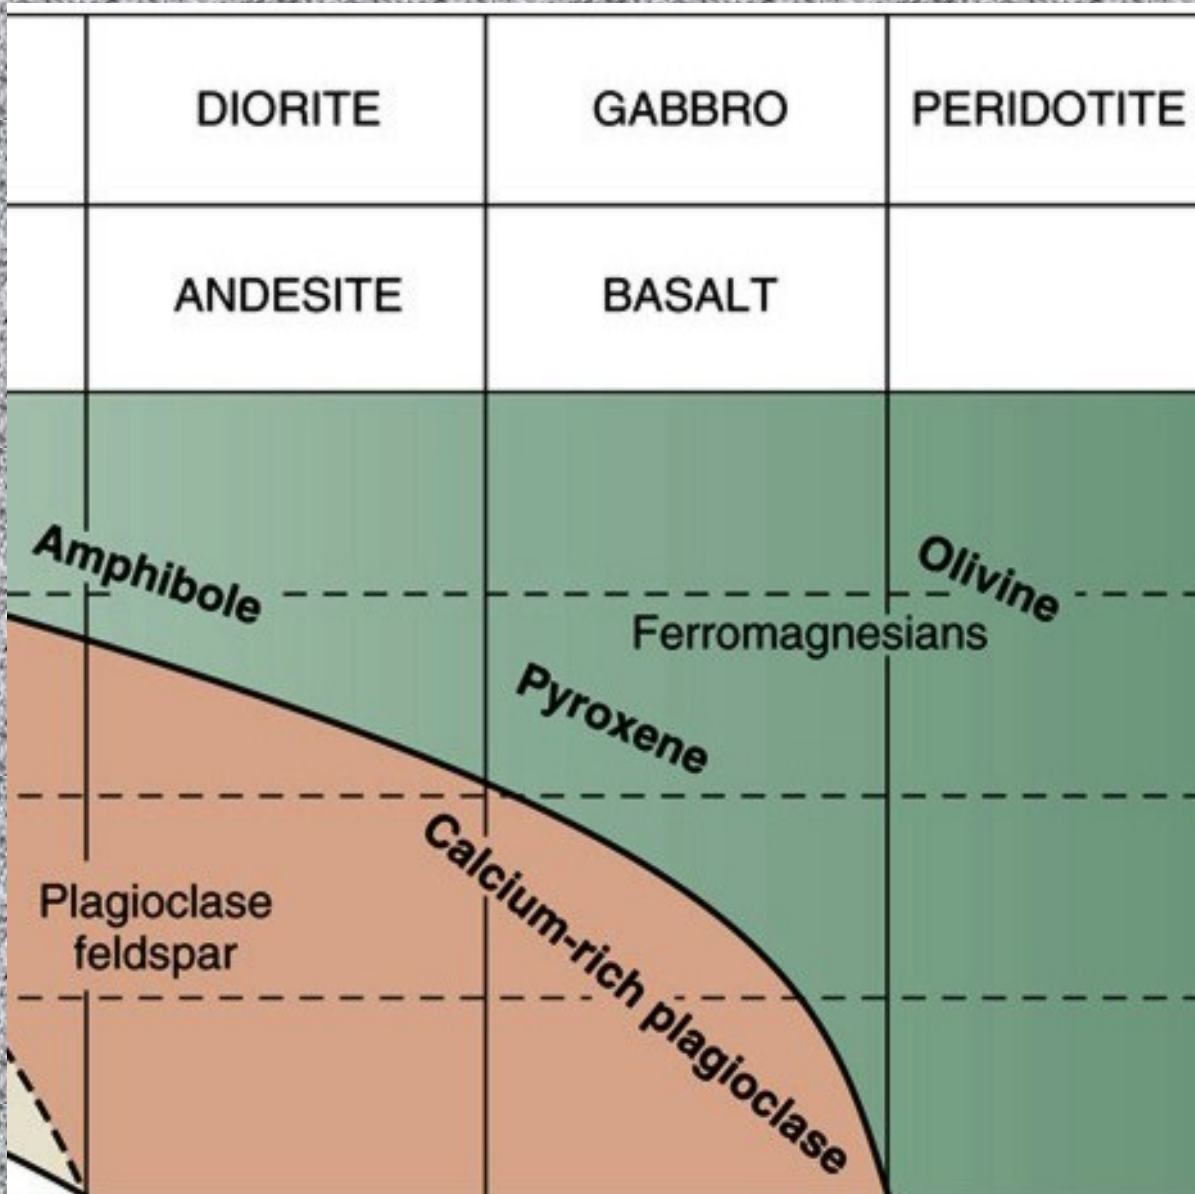 DIORITE
GABBRO
PERIDOTITE
ANDESITE
BASALT
Amphibole
Olivine
Ferromagnesians
Pyroxene
Calcium-rich plagioclase
Plagioclase
feldspar